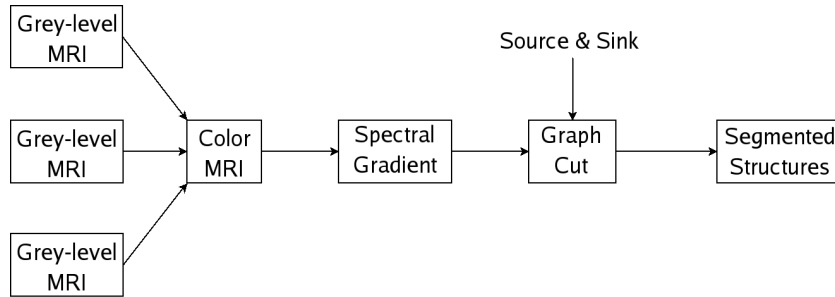 Grey-level
MRI
Source & Sink
Grey-level
MRI
Color
MRI
Spectral
Gradient
Graph
Cut
Segmented
Structures
Grey-level
MRI